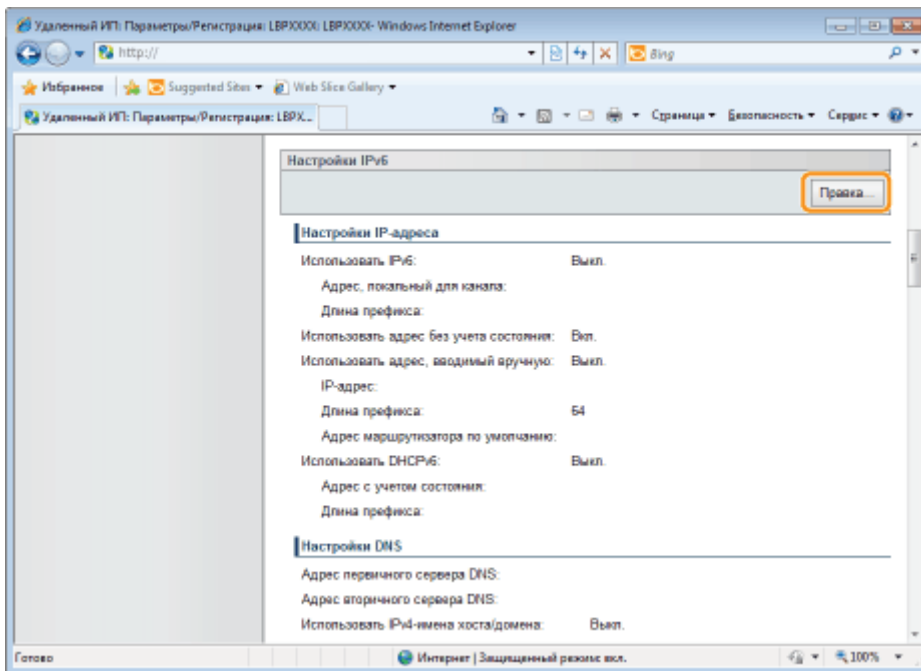 Удаленный ИП: Параметры/Регистрация: LBPXXXX: LBPXXXX- Windows Internet Explorer
http://
Bing
Избранное Suggested Sites Web Slice Gallery
Удаленный ИП: Параметры/Регистрация: LBPX... Страница Безопасность Сервис
Настройки IPv6
Правка...
Настройки IP-адреса
Использовать IPv6: Выкл.
Адрес, локальный для канала:
Длина префикса:
Использовать адрес без учета состояния: Вкл.
Использовать адрес, вводимый вручную: Выкл.
IP-адрес:
Длина префикса: 64
Адрес маршрутизатора по умолчанию:
Использовать DHCPv6: Выкл.
Адрес с учетом состояния:
Длина префикса:
Настройки DNS
Адрес первичного сервера DNS:
Адрес вторичного сервера DNS:
Использовать IPv4-имена хоста/домена: Выкл.
Готово Интернет | Защищенный режим: вкл. 100%